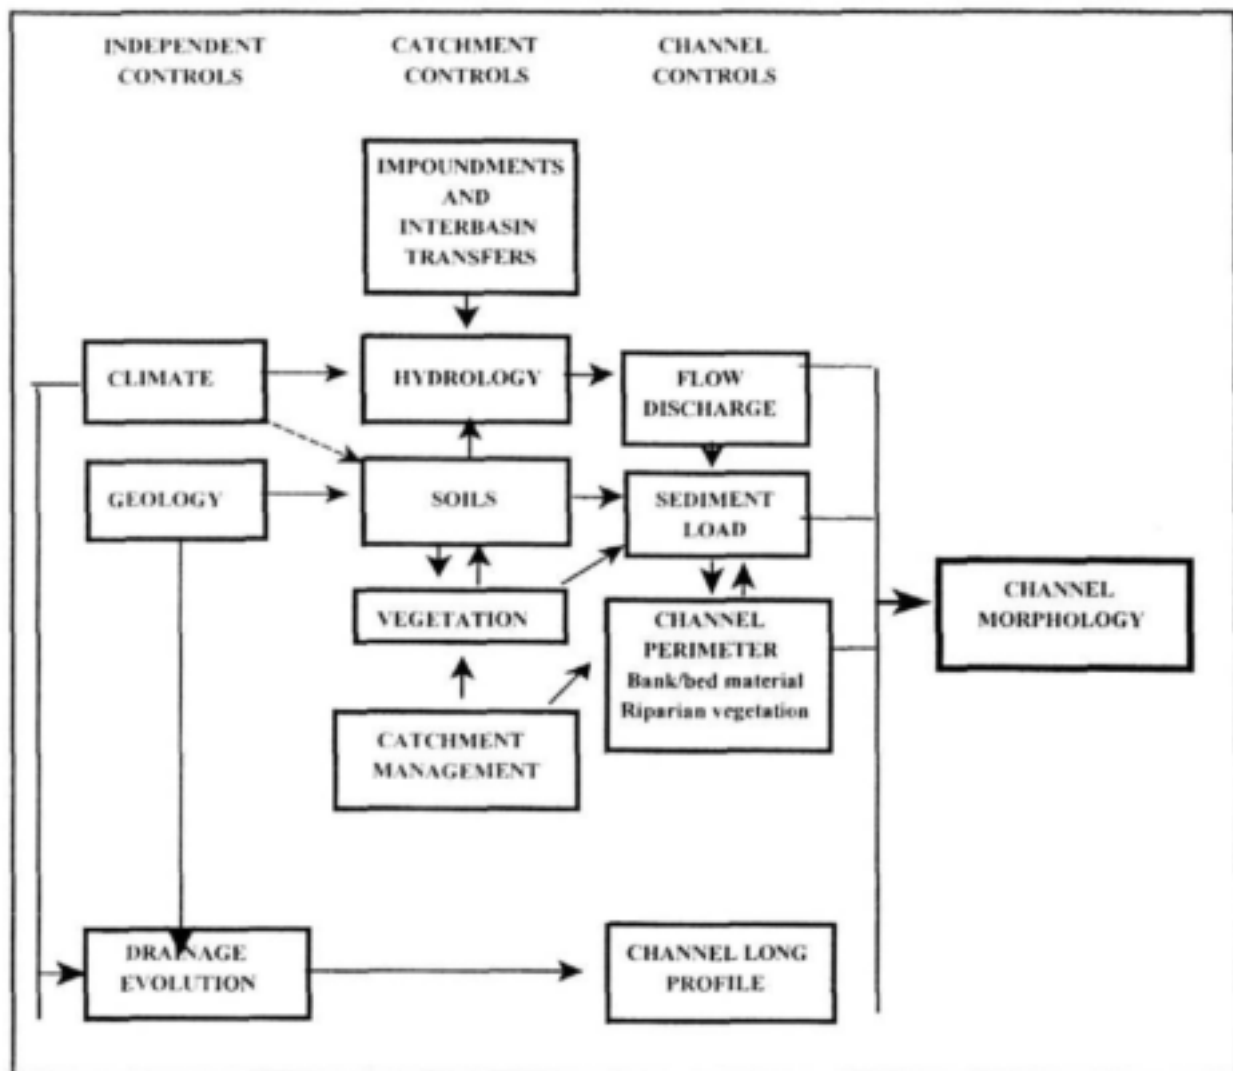 INDEPENDENT
CONTROLS
CATCHMENT
CONTROLS
CHANNEL
CONTROLS
IMPOUNDMENTS
AND
INTERBASIN
TRANSFERS
CLIMATE
HYDROLOGY
FLOW
DISCHARGE
GEOLOGY
SOILS
SEDIMENT
LOAD
VEGETATION
CHANNEL
PERIMETER
Bank/bed material
Riparian vegetation
CHANNEL
MORPHOLOGY
CATCHMENT
MANAGEMENT
DRAINAGE
EVOLUTION
CHANNEL LONG
PROFILE